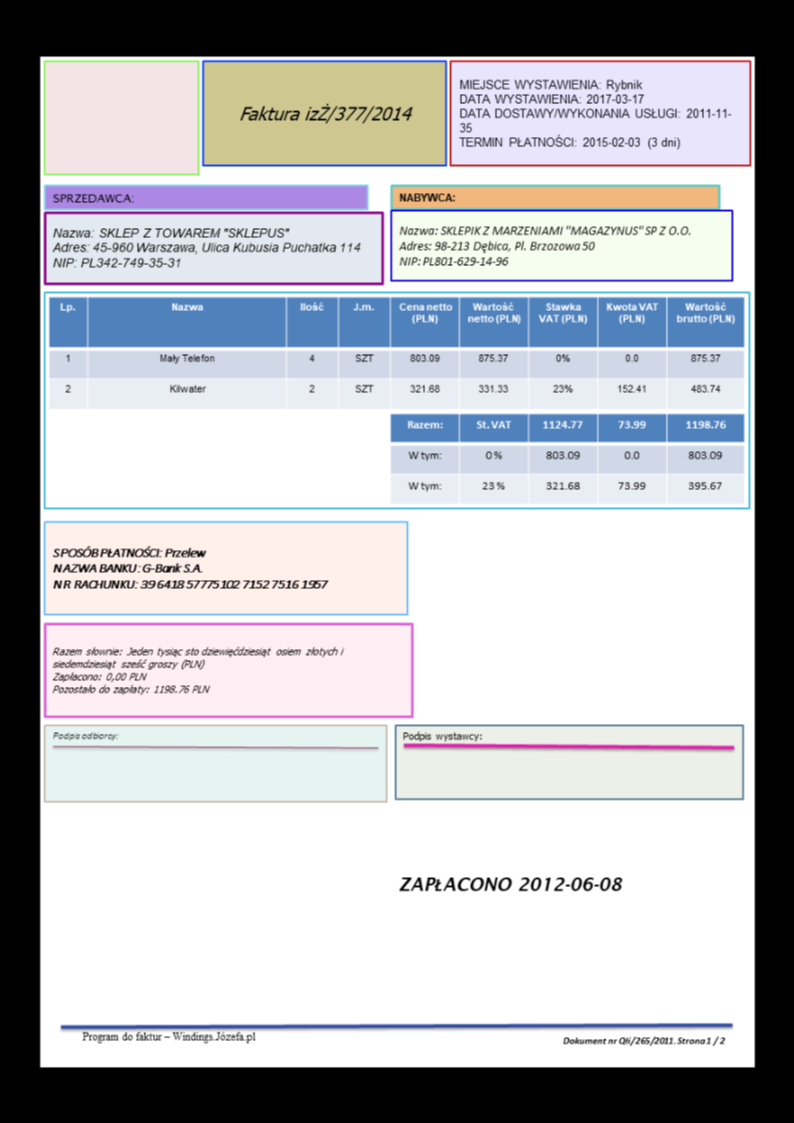 Faktura izŻ/377/2014
MIEJSCE WYSTAWIENIA: Rybnik
DATA WYSTAWIENIA: 2017-03-17
DATA DOSTAWY/WYKONANIA USŁUGI: 2011-11-
35
TERMIN PŁATNOŚCI: 2015-02-03 (3 dni)
SPRZEDAWCA:
Nazwa: SKLEP Z TOWAREM "SKLEPUS"
Adres: 45-960 Warszawa, Ulica Kubusia Puchatka 114
NIP: PL342-749-35-31
NABYWCA:
Nazwa: SKLEPIK Z MARZENIAMI "MAGAZYNUS" SP Z O.O.
Adres: 98-213 Dębica, Pl. Brzozowa 50
NIP: PL801-629-14-96
Lp. Nazwa Ilość J.m. Cena netto (PLN) Wartość netto (PLN) Stawka VAT (PLN) Kwota VAT (PLN) Wartość brutto (PLN)
1 Mały Telefon 4 SZT 803.09 875.37 0% 0.0 875.37
2 Kilwater 2 SZT 321.68 331.33 23% 152.41 483.74
Razem: St. VAT 1124.77 73.99 1198.76
W tym: 0% 803.09 0.0 803.09
W tym: 23% 321.68 73.99 395.67
SPOSÓB PŁATNOŚCI: Przelew
NAZWA BANKU: G-Bank S.A.
NR RACHUNKU: 39 6418 5777 5102 7152 7516 1957
Razem słownie: Jeden tysiąc sto dziewięćdziesiąt osiem złotych i
siedemdziesiąt sześć groszy (PLN)
Zapłacono: 0,00 PLN
Pozostało do zapłaty: 1198.76 PLN
Podpis odbiorcy:
Podpis wystawcy:
ZAPŁACONO 2012-06-08
Program do faktur – Windings.Józefa.pl
Dokument nr Qłi/265/2011. Strona 1 / 2